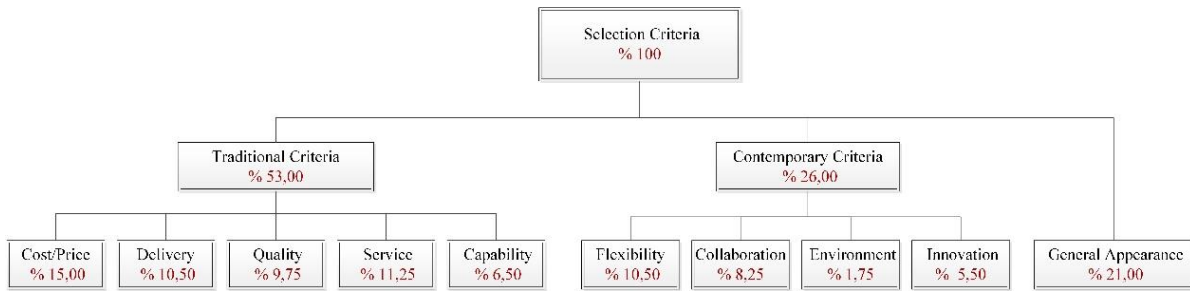 Selection Criteria
% 100
Traditional Criteria
% 53,00
Contemporary Criteria
% 26,00
Cost/Price
% 15,00
Delivery
% 10,50
Quality
% 9,75
Service
% 11,25
Capability
% 6,50
Flexibility
% 10,50
Collaboration
% 8,25
Environment
% 1,75
Innovation
% 5,50
General Appearance
% 21,00